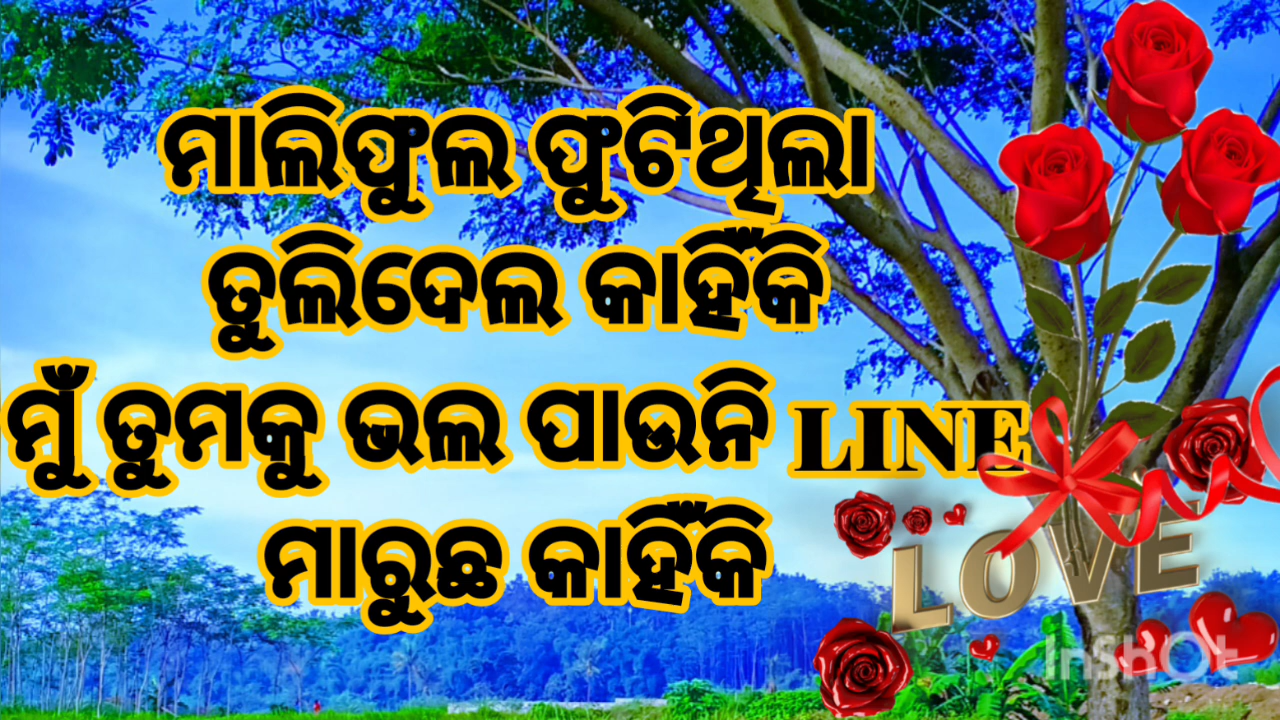 ମାଲିଫୁଲ ଫୁଟିଥିଲା
ତୁଲିଦେଲ କାହିଁକି
ମୁଁ ତୁମକୁ ଭଲ ପାଉନି LINE
ମାରୁଛ କାହିଁକି
LOVE
InShOt